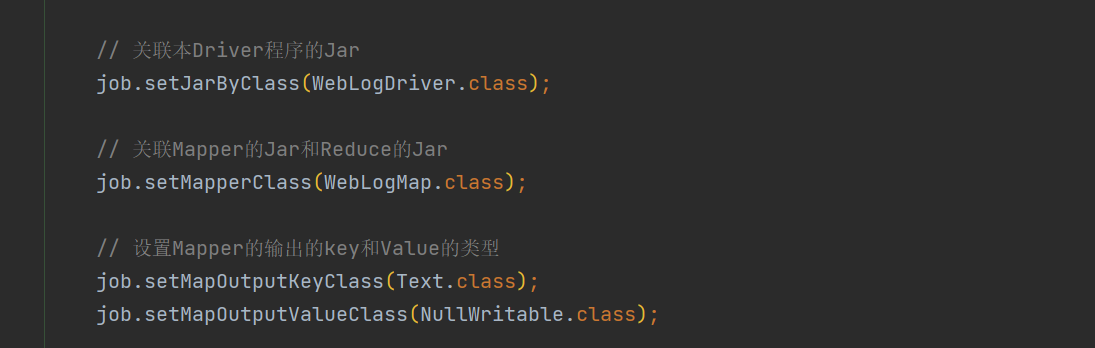 // 关联本Driver程序的Jar
job.setJarByClass(WebLogDriver.class);
// 关联Mapper的Jar和Reduce的Jar
job.setMapperClass(WebLogMap.class);
// 设置Mapper的输出的key和Value的类型
job.setMapOutputKeyClass(Text.class);
job.setMapOutputValueClass(NullWritable.class);